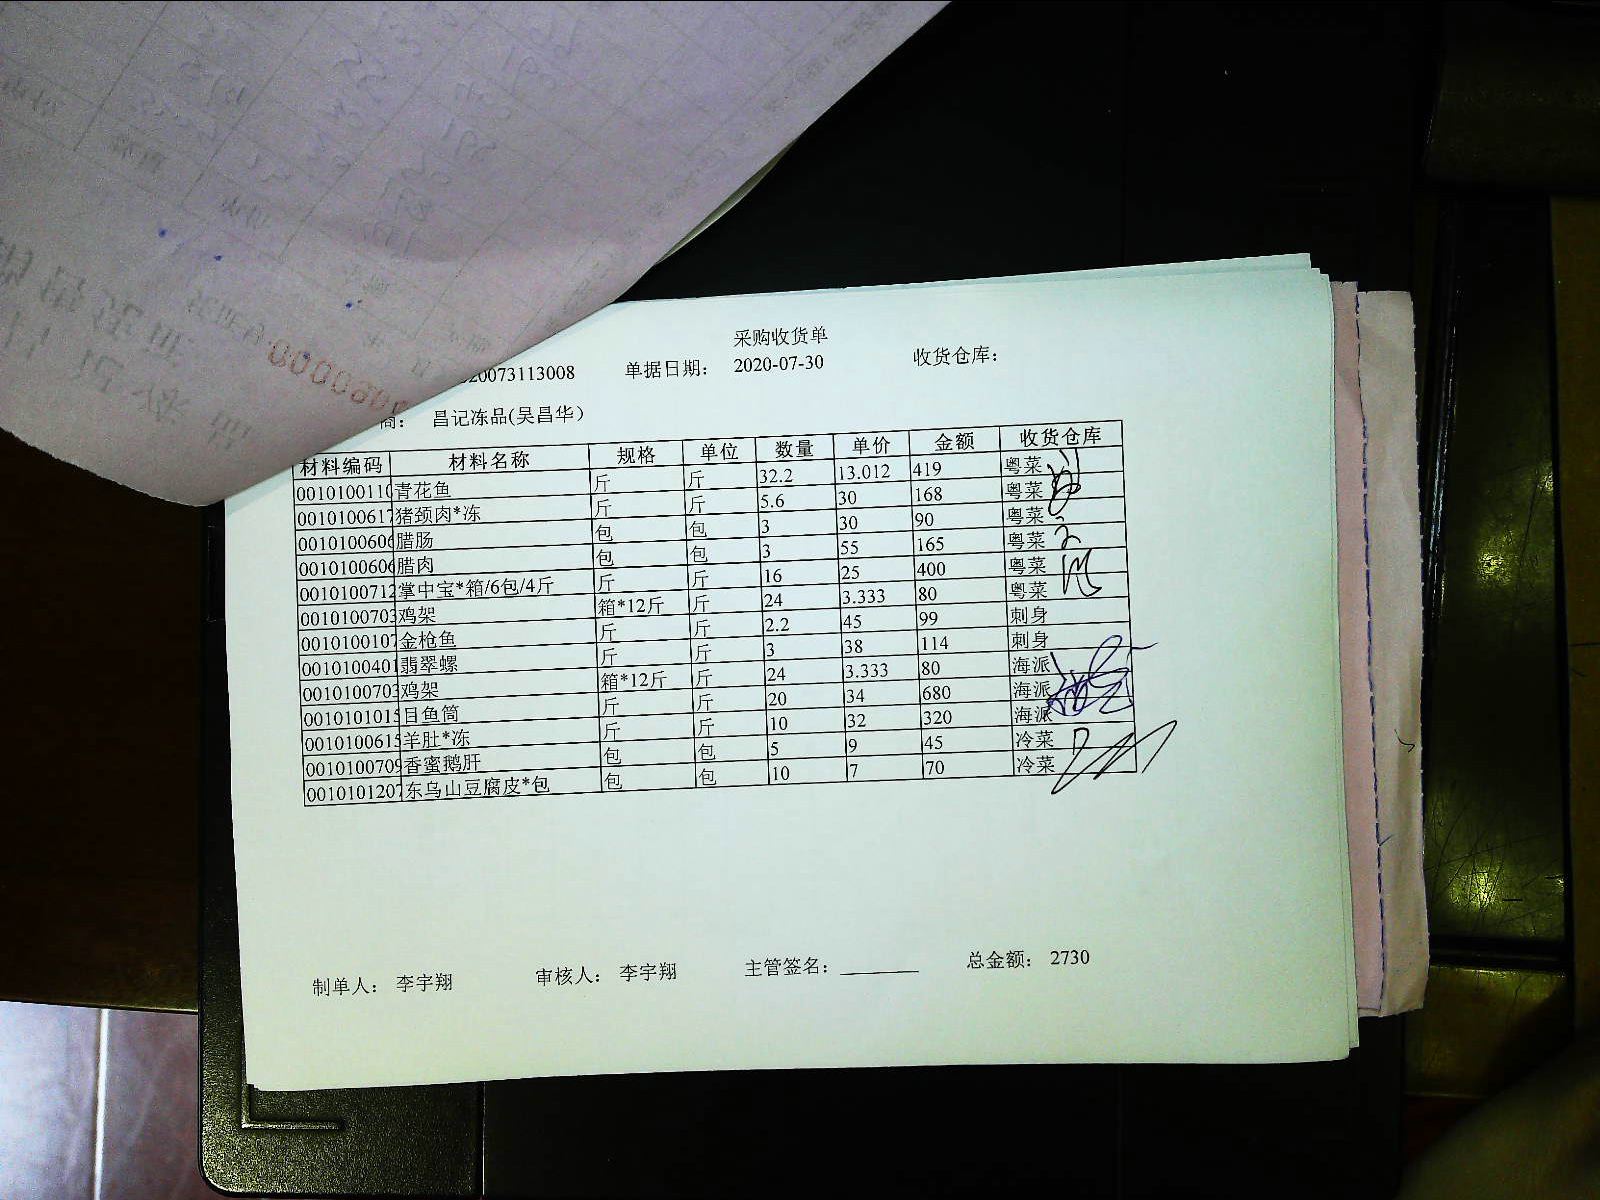 采购收货单
20073113008 单据日期: 2020-07-30 收货仓库:
商: 昌记冻品(吴昌华)
材料编码 材料名称 规格 单位 数量 单价 金额 收货仓库
0010100110 青花鱼 斤 斤 32.2 13.012 419 粤菜
0010100617 猪颈肉*冻 斤 斤 5.6 30 168 粤菜
001010060 腊肠 包 包 3 30 90 粤菜
001010060 腊肉 包 包 3 55 165 粤菜
0010100712 掌中宝*箱/6包/4斤 斤 斤 16 25 400 粤菜
001010070 鸡架 箱*12斤 斤 24 3.333 80 粤菜
0010100107 金枪鱼 斤 斤 2.2 45 99 刺身
0010100401 翡翠螺 斤 斤 3 38 114 刺身
001010070 鸡架 箱*12斤 斤 24 3.333 80 海派
001010101 目鱼筒 斤 斤 20 34 680 海派
001010061 羊肚*冻 斤 斤 10 32 320 海派
001010070 香蜜鹅肝 包 包 5 9 45 冷菜
0010101207 东乌山豆腐皮*包 包 包 10 7 70 冷菜
制单人: 李宇翔 审核人: 李宇翔 主管签名: ________ 总金额: 2730